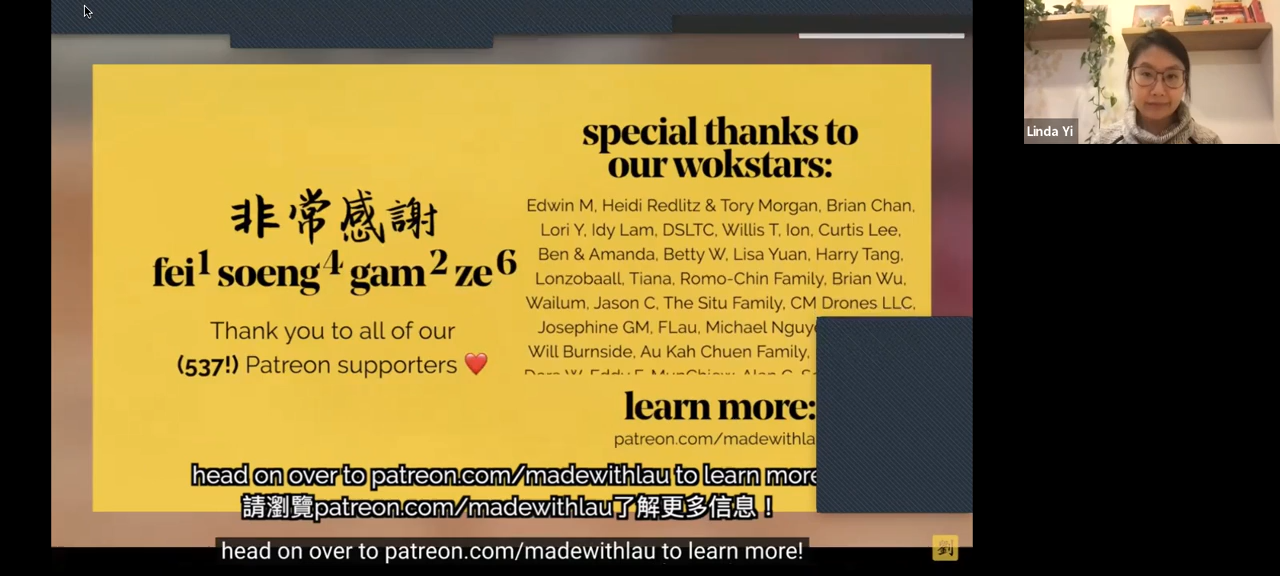 special thanks to
our wokstars:
Edwin M, Heidi Redlitz & Tory Morgan, Brian Chan,
Lori Y, Idy Lam, DSLTC, Willis T, Ion, Curtis Lee,
Ben & Amanda, Betty W, Lisa Yuan, Harry Tang,
Lonzobaall, Tiana, Romo-Chin Family, Brian Wu,
Wailum, Jason C, The Situ Family, CM Drones LLC,
Josephine GM, FLau, Michael
Will Burnside, Au Kah Chuen Family,
非常感謝
fei1 soeng4 gam2 ze6
Thank you to all of our
(537!) Patreon supporters ❤️
learn more:
patreon.com/madewithla
head on over to patreon.com/madewithlau to learn more
請瀏覽patreon.com/madewithlau了解更多信息！
head on over to patreon.com/madewithlau to learn more!
劉
Linda Yi